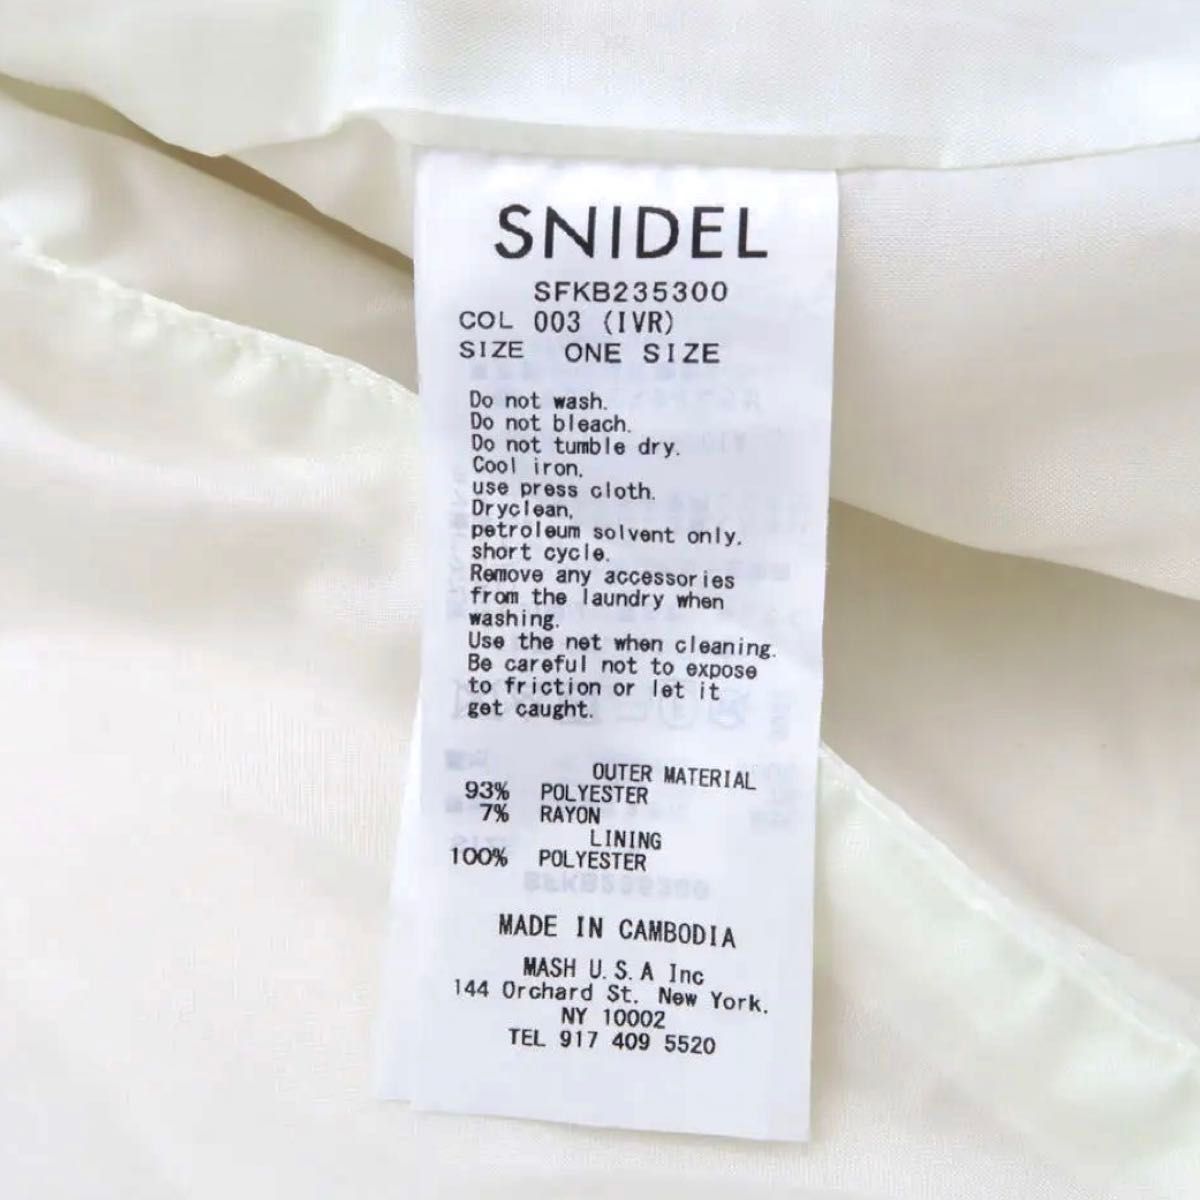 SNIDEL
SFKB235300
COL 003 (IVR)
SIZE ONE SIZE
Do not wash.
Do not bleach.
Do not tumble dry.
Cool iron,
use press cloth.
Dryclean,
petroleum solvent only.
short cycle.
Remove any accessories
from the laundry when
washing.
Use the net when cleaning.
Be careful not to expose
to friction or let it
get caught.
OUTER MATERIAL
93% POLYESTER
7% RAYON
LINING
100% POLYESTER
MADE IN CAMBODIA
MASH U.S.A Inc
144 Orchard St. New York.
NY 10002
TEL 917 409 5520